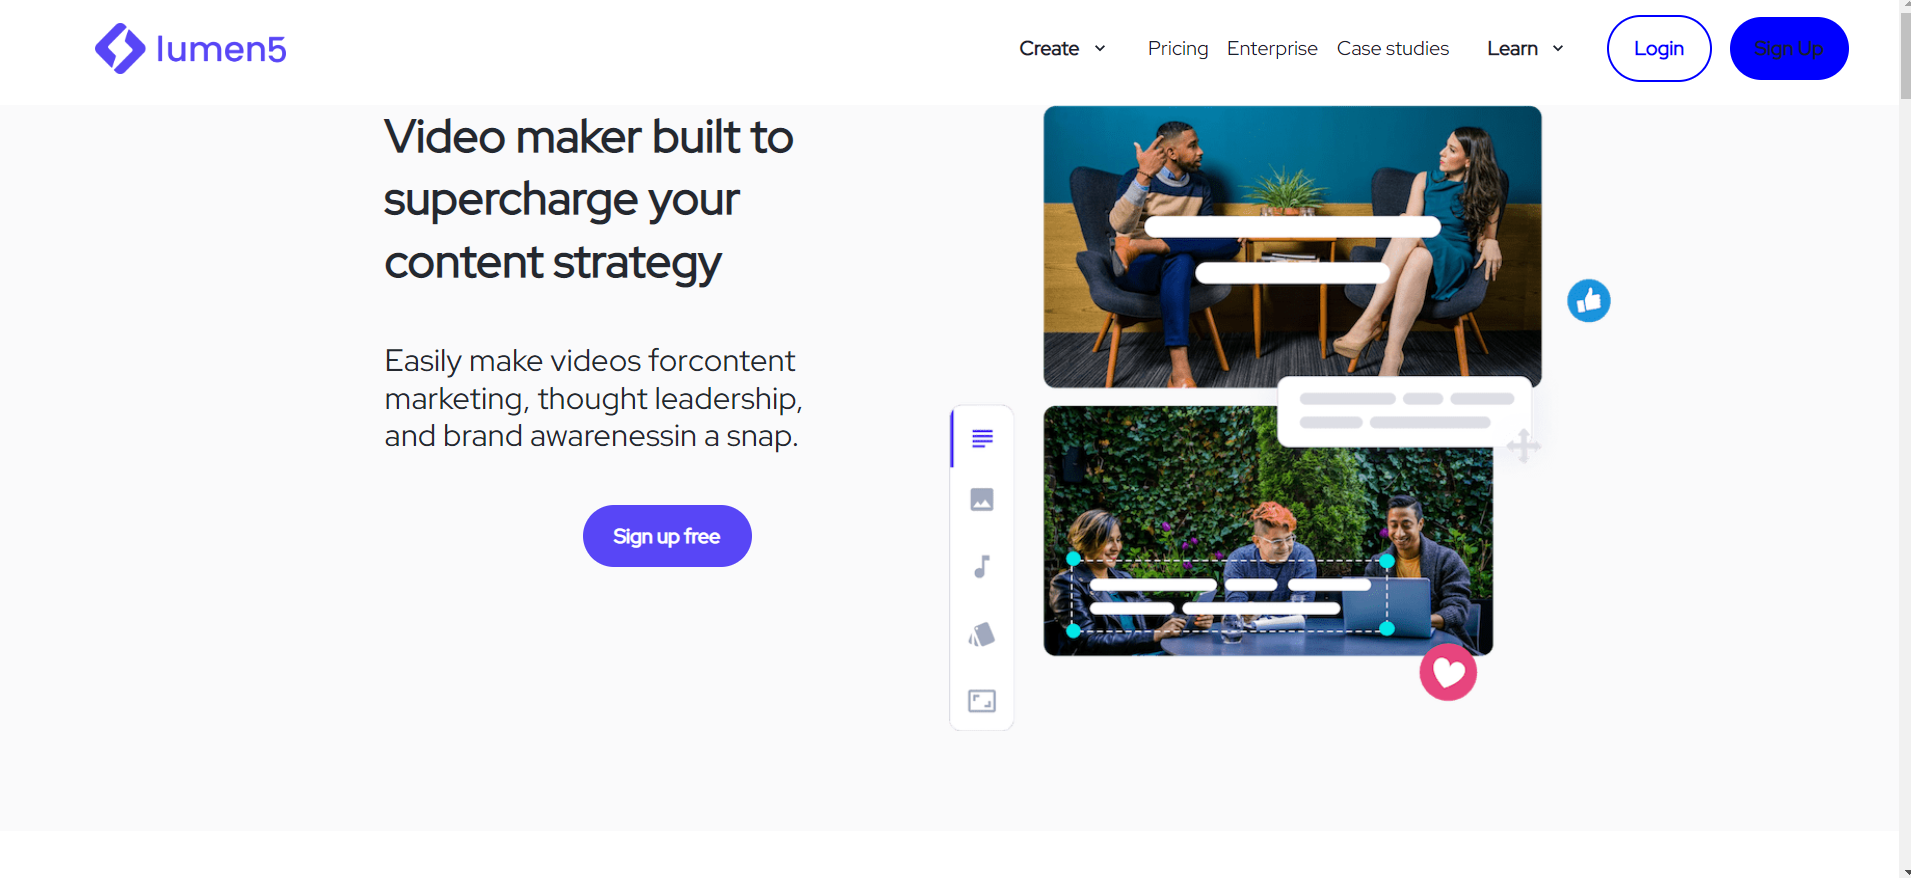 lumen5
Create
Pricing
Enterprise
Case studies
Learn
Login
Sign Up
Video maker built to
supercharge your
content strategy
Easily make videos forcontent
marketing, thought leadership,
and brand awarenessin a snap.
Sign up free